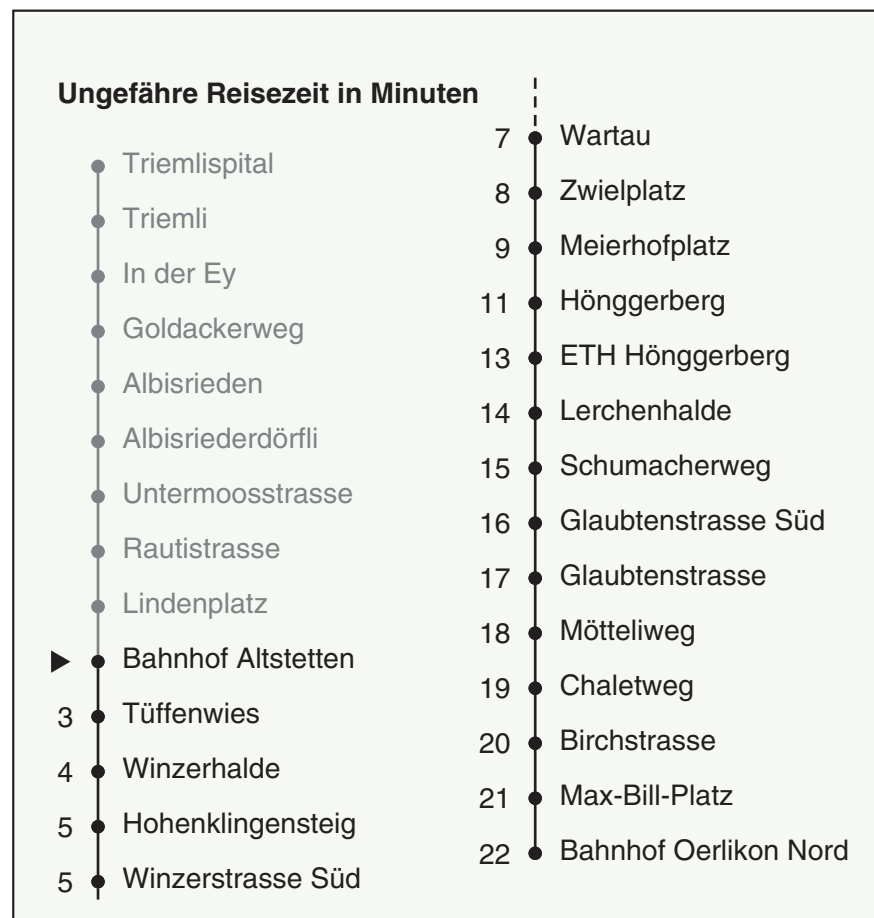 Ungefähre Reisezeit in Minuten
Triemlispital
Triemli
In der Ey
Goldackerweg
Albisrieden
Albisriederdörfli
Untermoosstrasse
Rautistrasse
Lindenplatz
Bahnhof Altstetten
3 Tüffenwies
4 Winzerhalde
5 Hohenklingensteig
5 Winzerstrasse Süd
7 Wartau
8 Zwielplatz
9 Meierhofplatz
11 Hönggerberg
13 ETH Hönggerberg
14 Lerchenhalde
15 Schumacherweg
16 Glaubtenstrasse Süd
17 Glaubtenstrasse
18 Mötteliweg
19 Chaletweg
20 Birchstrasse
21 Max-Bill-Platz
22 Bahnhof Oerlikon Nord